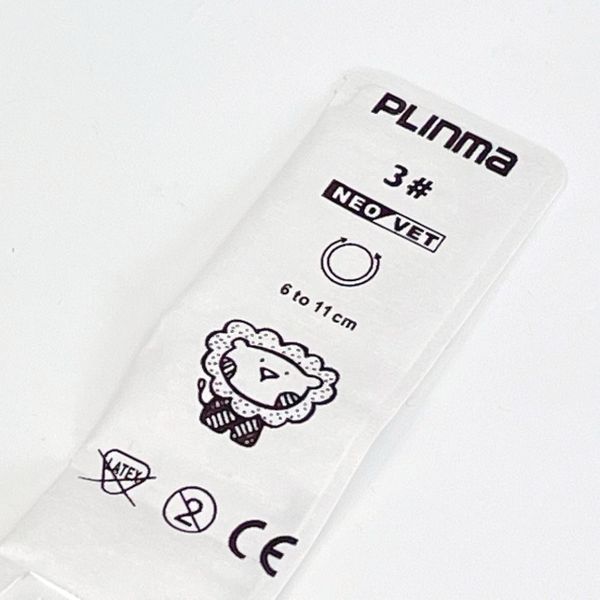 PLINMA
3#
NEO/VET
6 to 11 cm
LATEX
2
CE